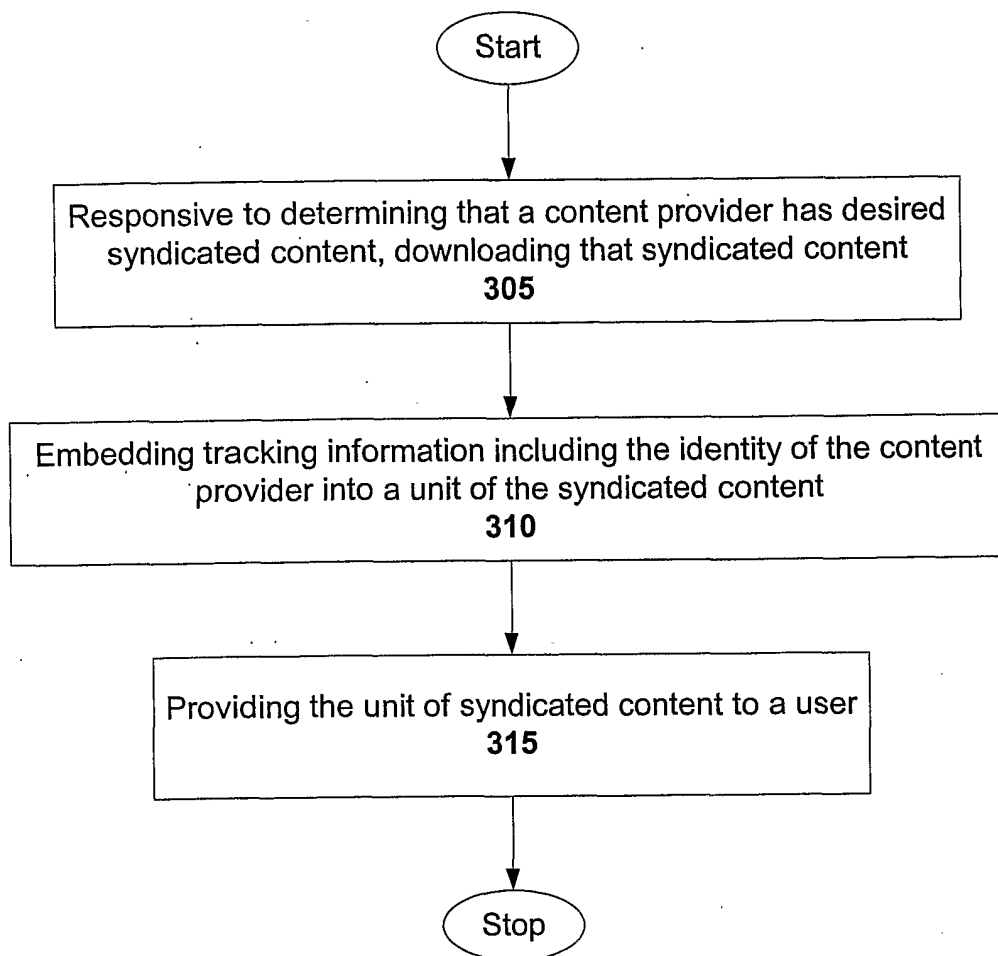 Start
Responsive to determining that a content provider has desired
syndicated content, downloading that syndicated content
305
Embedding tracking information including the identity of the content
provider into a unit of the syndicated content
310
Providing the unit of syndicated content to a user
315
Stop